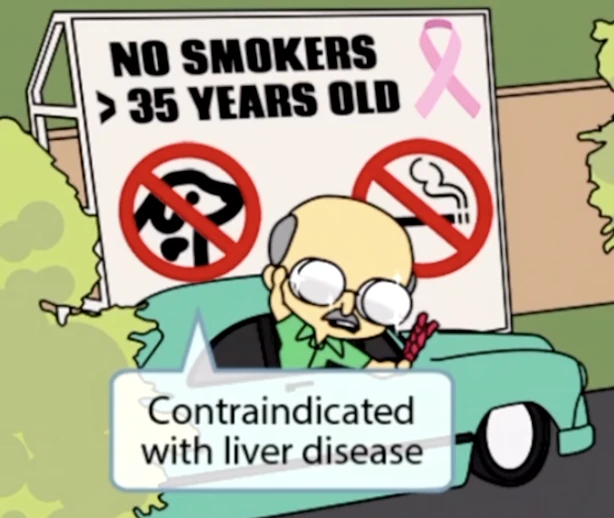 NO SMOKERS
> 35 YEARS OLD
Contraindicated
with liver disease